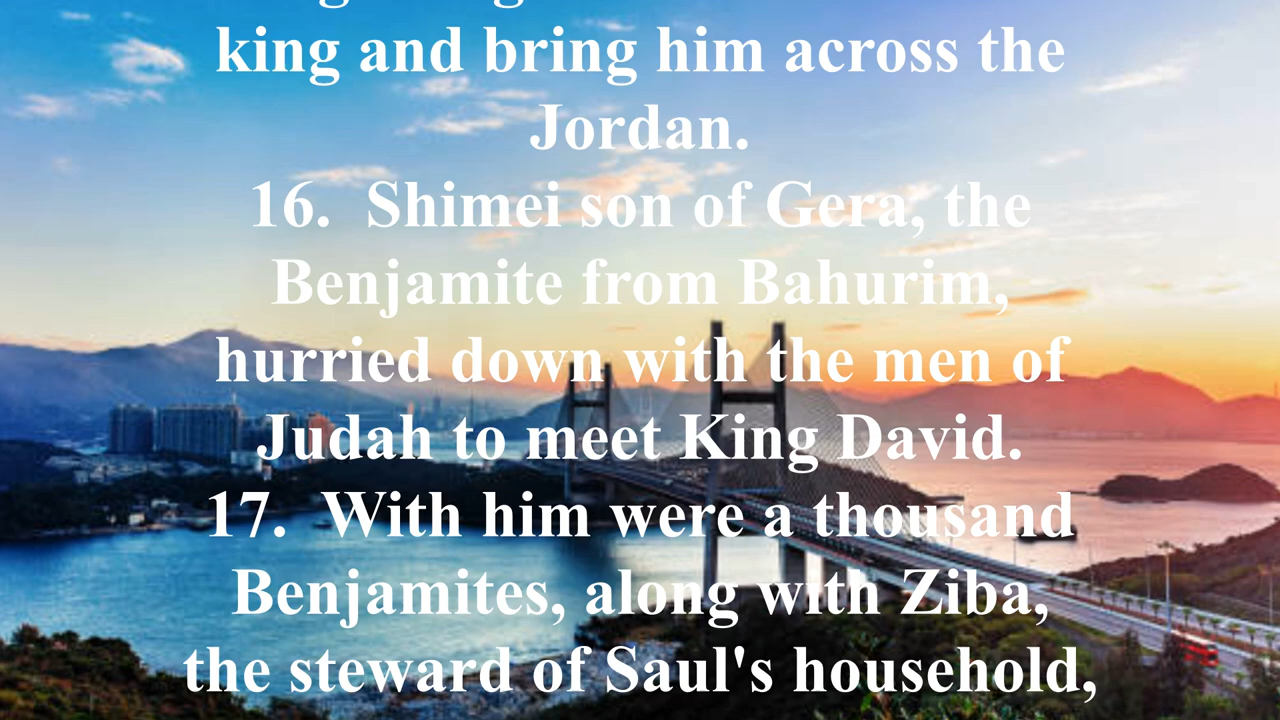 king and bring him across the
Jordan.
16.  Shimei son of Gera, the
Benjamite from Bahurim,
hurried down with the men of
Judah to meet King David.
17.  With him were a thousand
Benjamites, along with Ziba,
the steward of Saul's household,